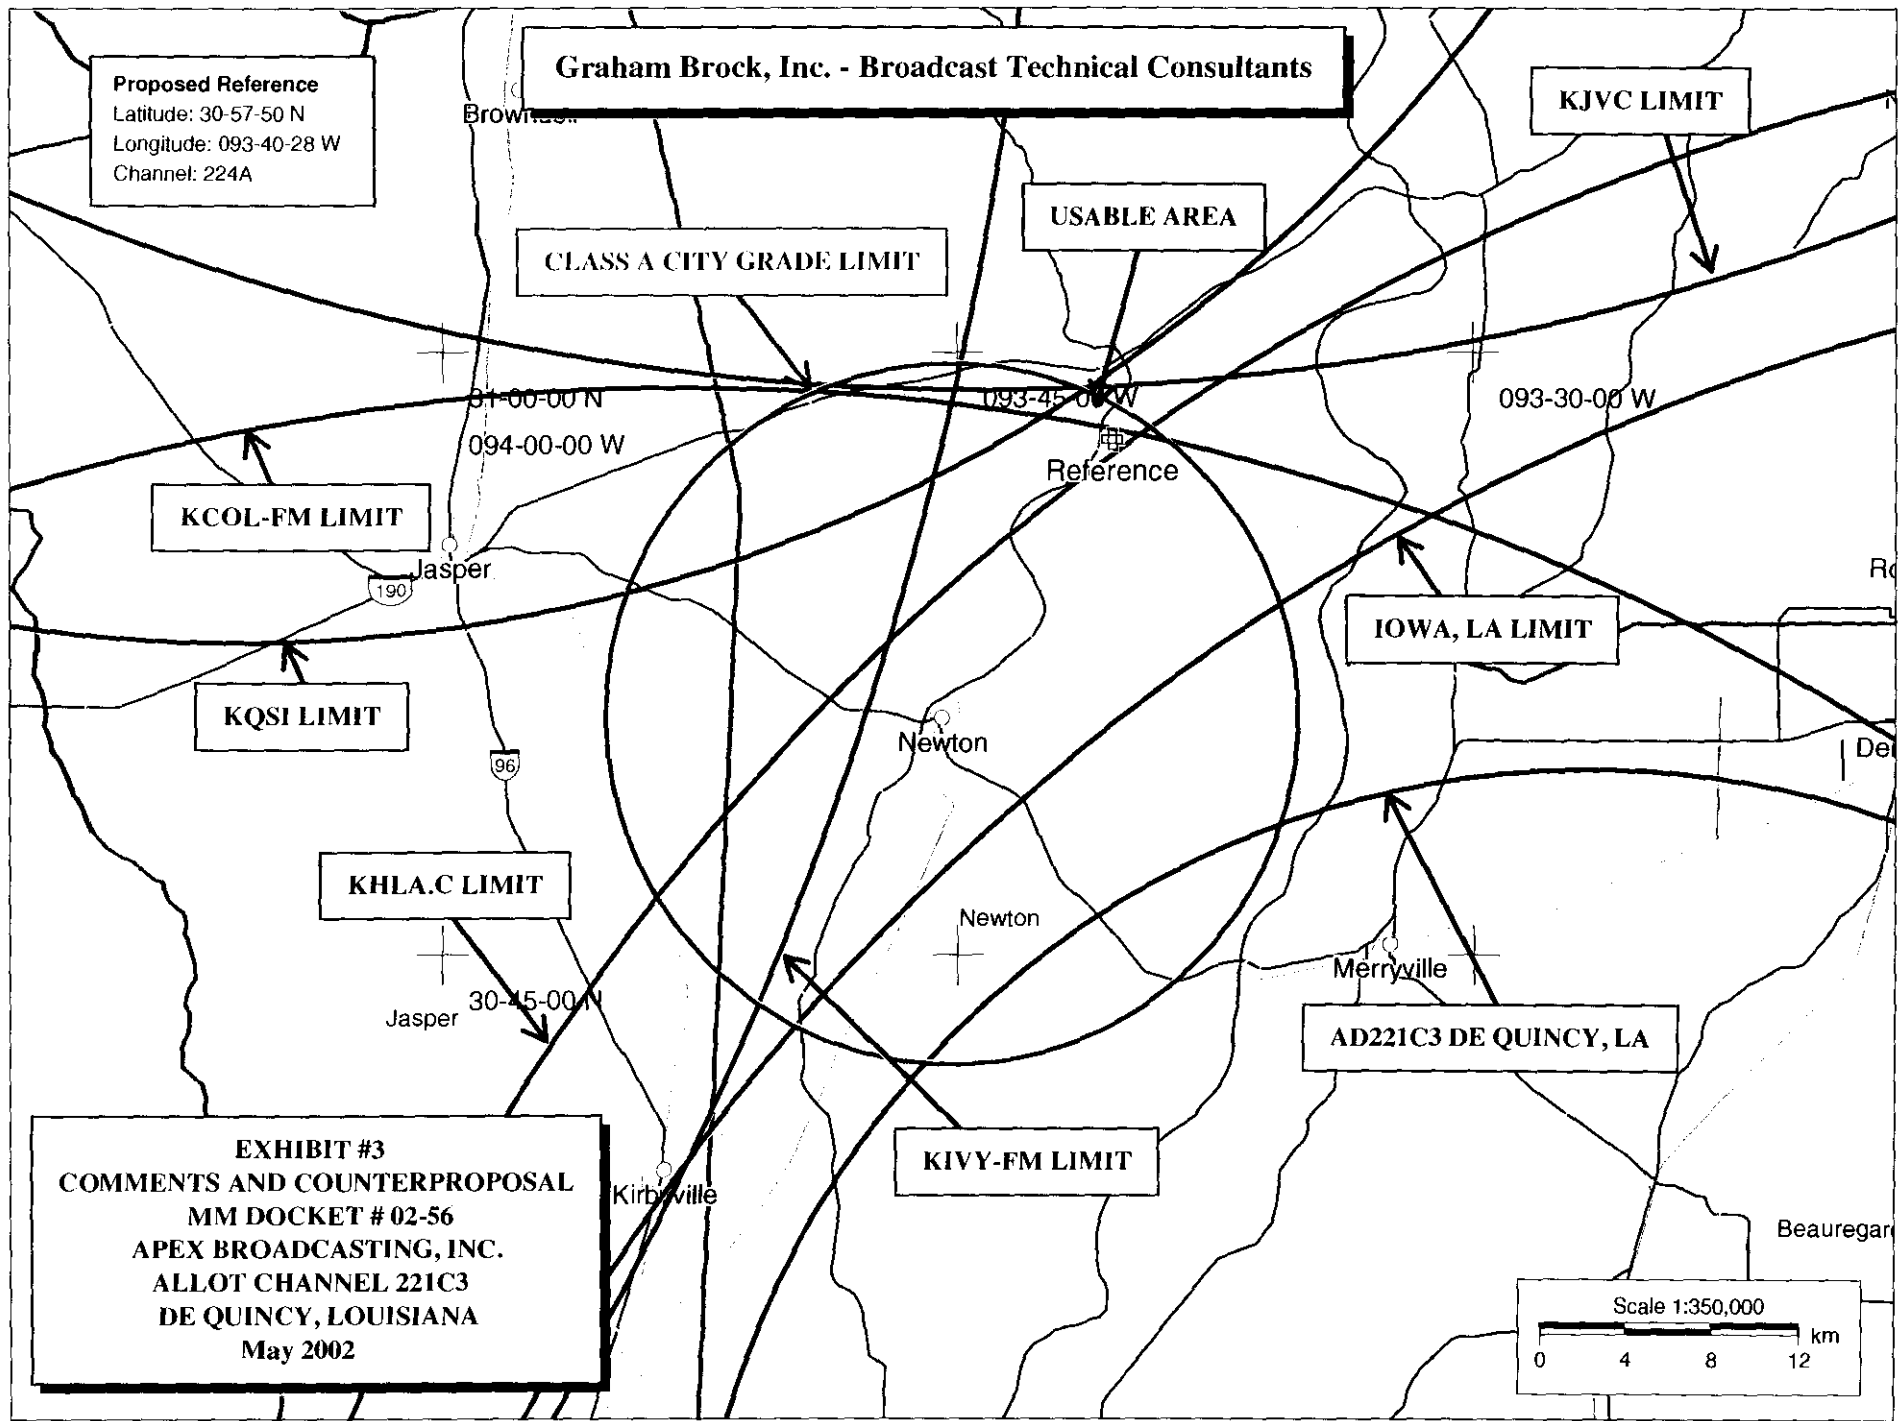 Graham Brock, Inc. - Broadcast Technical Consultants
Proposed Reference
Latitude: 30-57-50 N
Longitude: 093-40-28 W
Channel: 224A
KJVC LIMIT
USABLE AREA
CLASS A CITY GRADE LIMIT
31-00-00 N
094-00-00 W
093-45-00 W
093-30-00 W
Reference
KCOL-FM LIMIT
Jasper
190
IOWA, LA LIMIT
KQSI LIMIT
Newton
96
KHLA.C LIMIT
Newton
Merryville
30-45-00 N
Jasper
AD221C3 DE QUINCY, LA
KIVY-FM LIMIT
Kirbyville
EXHIBIT #3
COMMENTS AND COUNTERPROPOSAL
MM DOCKET # 02-56
APEX BROADCASTING, INC.
ALLOT CHANNEL 221C3
DE QUINCY, LOUISIANA
May 2002
Scale 1:350,000
km
0 4 8 12